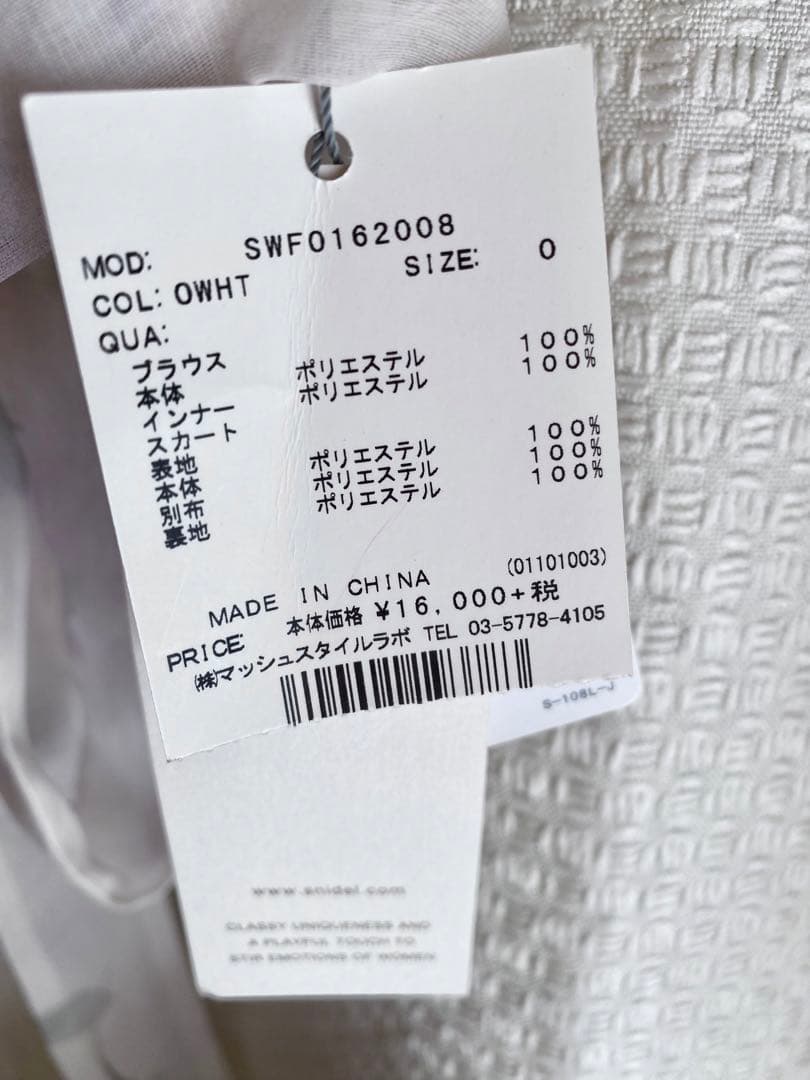 MOD: SWF0162008
COL: OWHT SIZE: 0
QUA:
ブラウス
本体 ポリエステル 100%
インナー ポリエステル 100%
スカート
表地
本体 ポリエステル 100%
別布 ポリエステル 100%
裏地 ポリエステル 100%
MADE IN CHINA (01101003)
PRICE: 本体価格 ¥16,000+税
㈱マッシュスタイルラボ TEL 03-5778-4105
S-108L-J
www.snidel.com
CLASSY UNIQUENESS AND
A PLAYFUL TOUCH TO
STIR EMOTIONS OF WOMEN